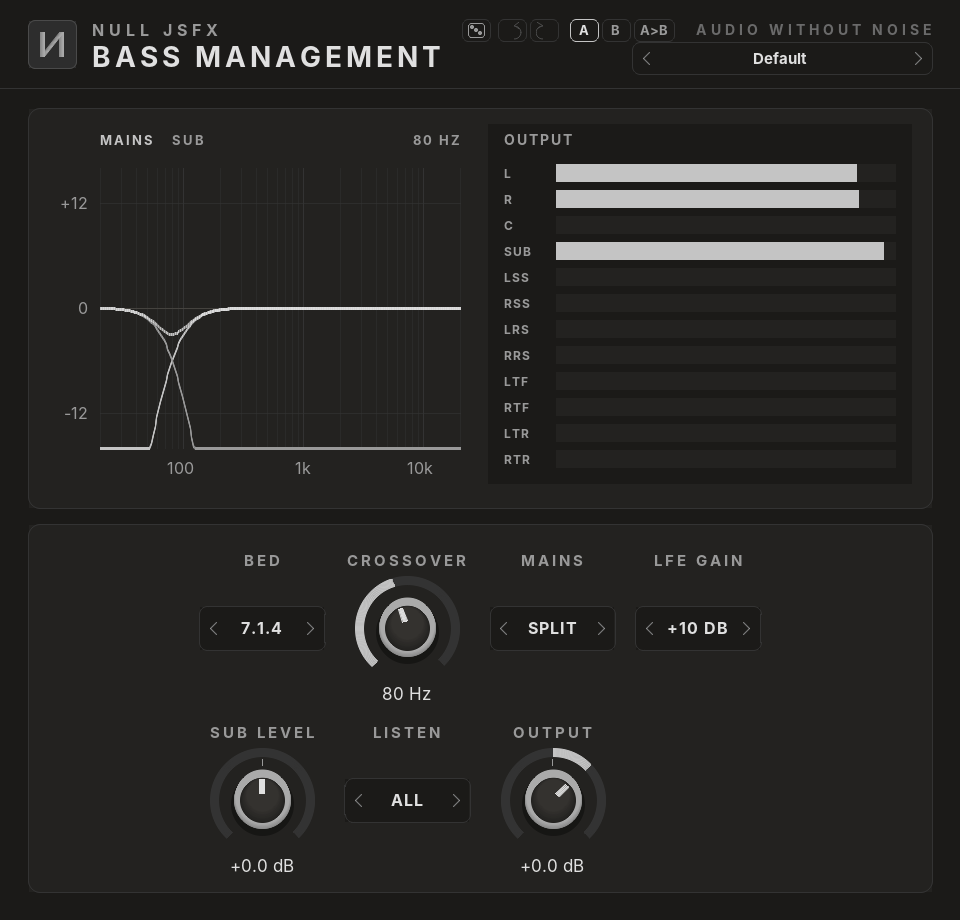 NULL JSFX
BASS MANAGEMENT
A B A>B
AUDIO WITHOUT NOISE
Default
MAINS SUB 80 HZ
+12
0
-12
100 1k 10k
OUTPUT
L
R
C
SUB
LSS
RSS
LRS
RRS
LTF
RTF
LTR
RTR
BED CROSSOVER MAINS LFE GAIN
7.1.4 SPLIT +10 DB
80 Hz
SUB LEVEL LISTEN OUTPUT
ALL
+0.0 dB +0.0 dB